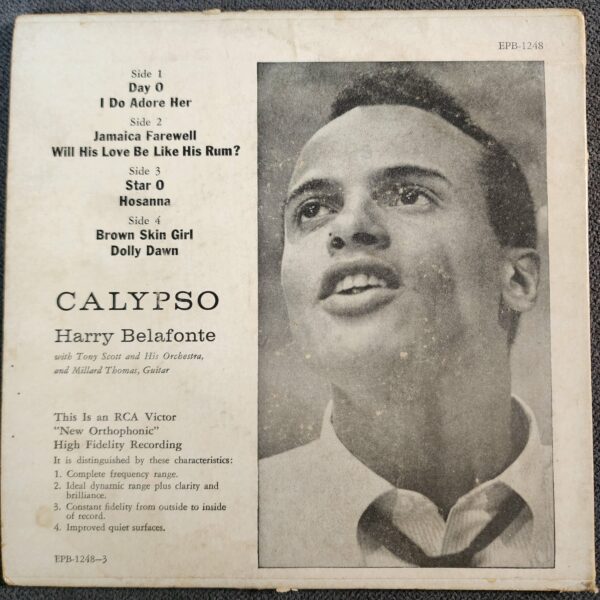 EPB-1248
Side 1
Day O
I Do Adore Her
Side 2
Jamaica Farewell
Will His Love Be Like His Rum?
Side 3
Star O
Hosanna
Side 4
Brown Skin Girl
Dolly Dawn
CALYPSO
Harry Belafonte
with Tony Scott and His Orchestra,
and Millard Thomas, Guitar
This Is an RCA Victor
"New Orthophonic"
High Fidelity Recording
It is distinguished by these characteristics:
1. Complete frequency range.
2. Ideal dynamic range plus clarity and
brilliance.
3. Constant fidelity from outside to inside
of record.
4. Improved quiet surfaces.
EPB-1248—3